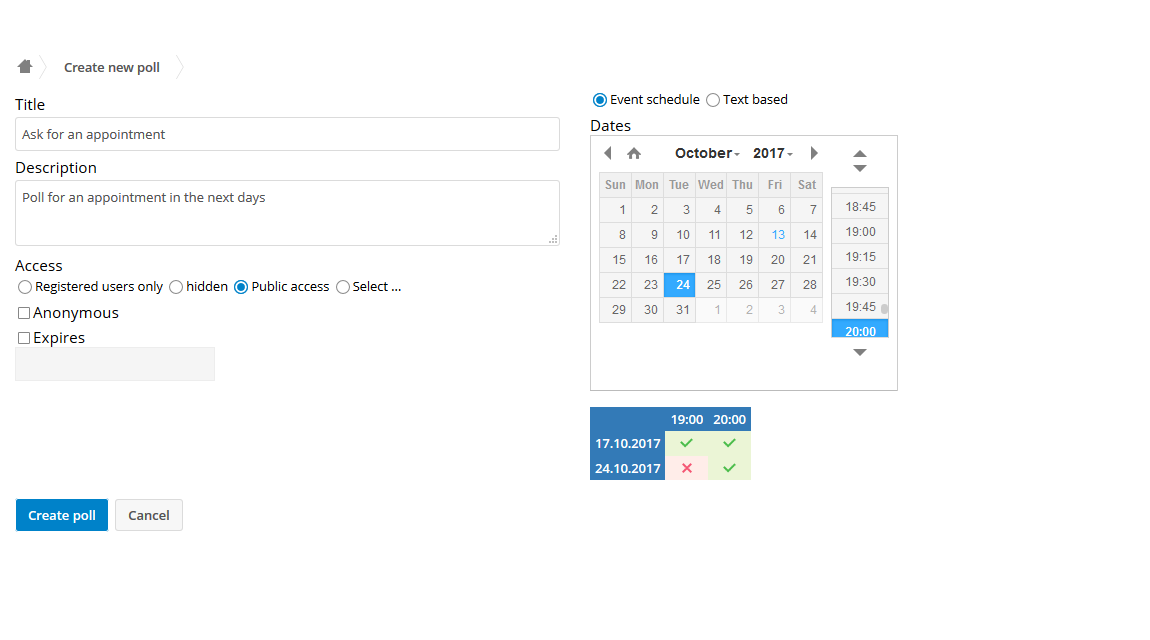 Create new poll
Title
Ask for an appointment
Description
Poll for an appointment in the next days
Access
Registered users only hidden Public access Select ...
Anonymous
Expires
Create poll Cancel
Event schedule Text based
Dates
October 2017
Sun Mon Tue Wed Thu Fri Sat
1 2 3 4 5 6 7
8 9 10 11 12 13 14
15 16 17 18 19 20 21
22 23 24 25 26 27 28
29 30 31 1 2 3 4
18:45
19:00
19:15
19:30
19:45
20:00
19:00 20:00
17.10.2017
24.10.2017